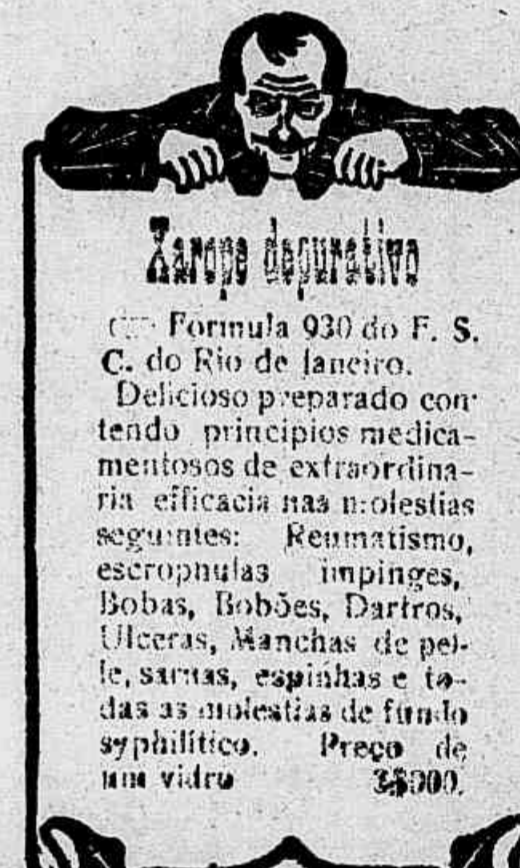 Xarope depurativo
Formula 930 do F. S.
C. do Rio de Janeiro.
Delicioso preparado con-
tendo principios medica-
mentosos de extraordina-
ria efficacia nas molestias
seguintes: Reumatismo,
escrophulas impinges,
Bobas, Bobões, Dartros,
Ulceras, Manchas de pel-
le, sarnas, espinhas e to-
das as molestias de fundo
syphilitico. Preço de
um vidro 3$000.